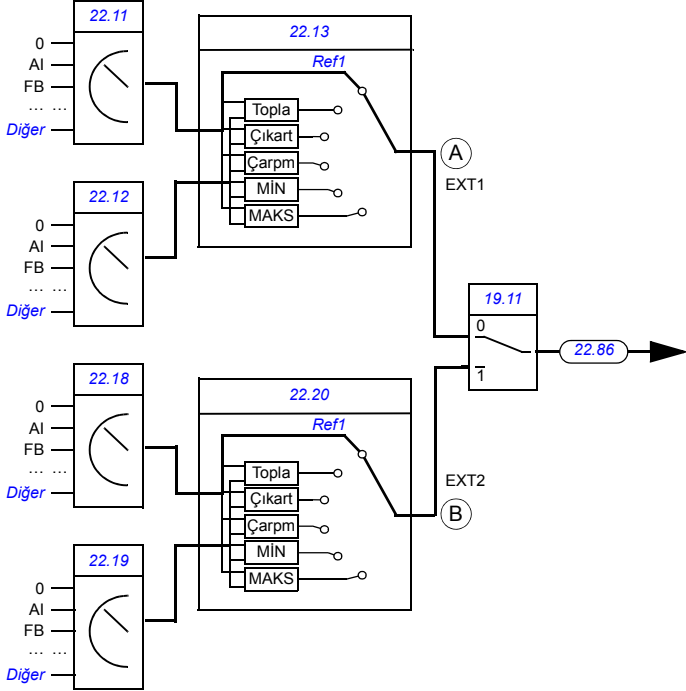 22.11
0
AI
FB
... ...
Diğer
22.12
0
AI
FB
... ...
Diğer
22.13
Ref1
Topla
Çıkart
Çarpm
MİN
MAKS
A
EXT1
19.11
0
1
22.86
22.18
0
AI
FB
... ...
Diğer
22.19
0
AI
FB
... ...
Diğer
22.20
Ref1
Topla
Çıkart
Çarpm
MİN
MAKS
EXT2
B